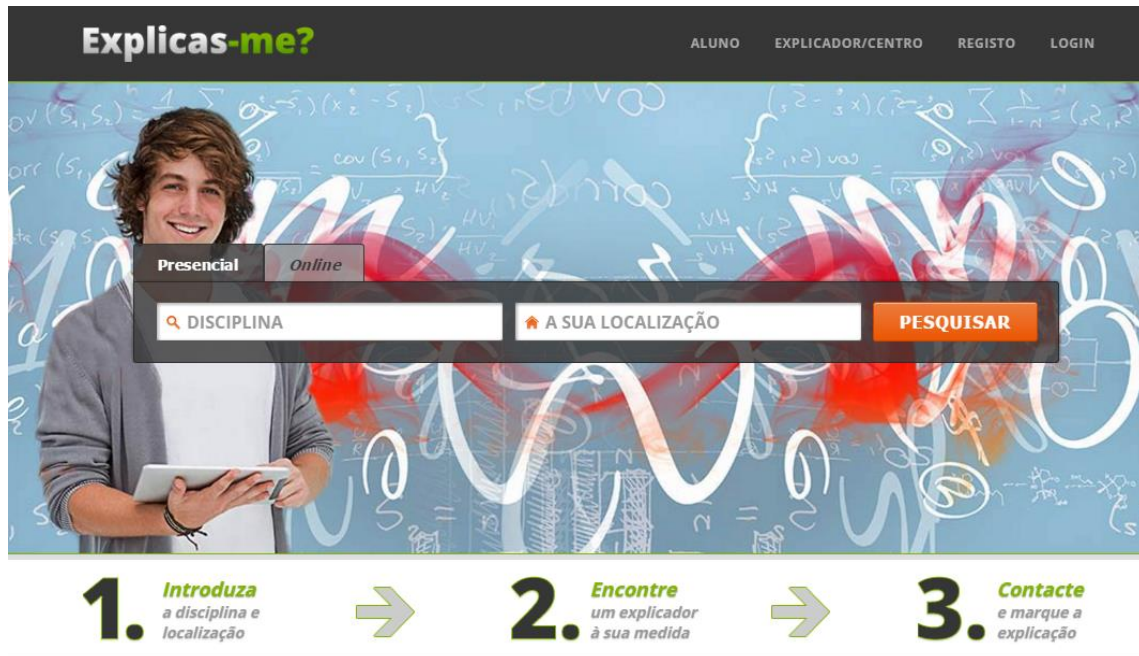 Explicas-me?
ALUNO EXPLICADOR/CENTRO REGISTO LOGIN
Presencial Online
DISCIPLINA A SUA LOCALIZAÇÃO PESQUISAR
1. Introduza
a disciplina e
localização
2. Encontre
um explicador
à sua medida
3. Contacte
e marque a
explicação